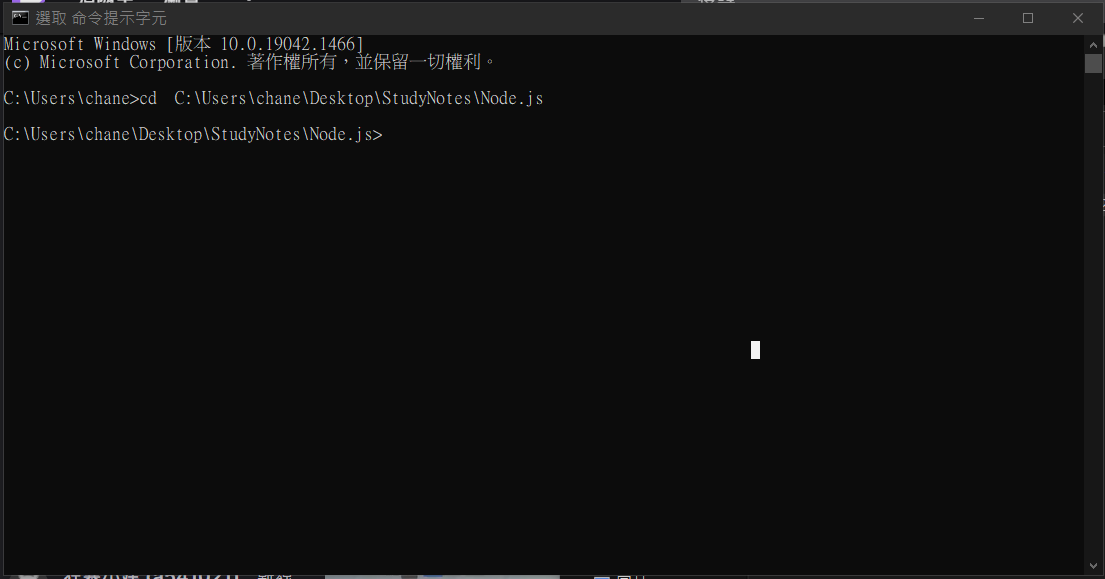 選取 命令提示字元
Microsoft Windows [版本 10.0.19042.1466]
(c) Microsoft Corporation. 著作權所有，並保留一切權利。
C:\Users\chane>cd  C:\Users\chane\Desktop\StudyNotes\Node.js
C:\Users\chane\Desktop\StudyNotes\Node.js>